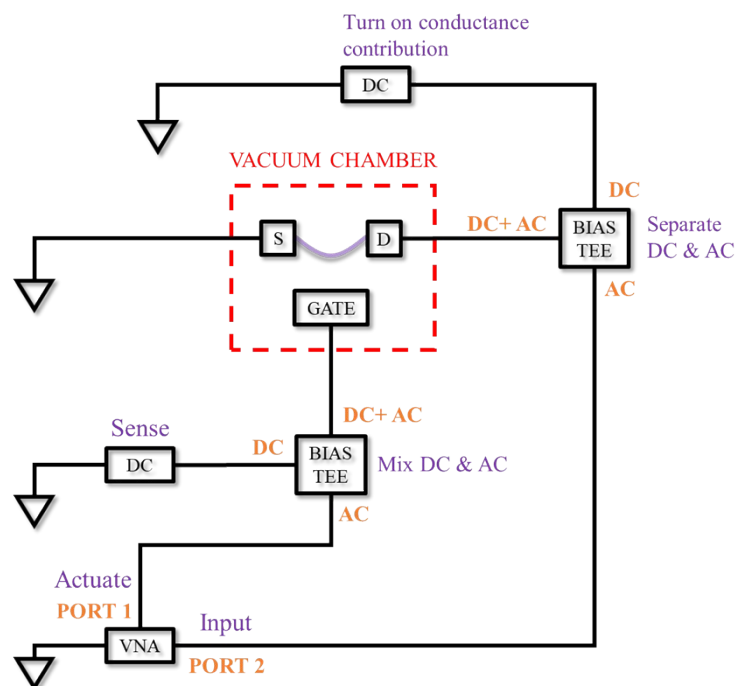 Turn on conductance
contribution
DC
VACUUM CHAMBER
DC
S
D
DC+ AC
BIAS
TEE
Separate
DC & AC
AC
GATE
DC+ AC
Sense
DC
DC
BIAS
TEE
Mix DC & AC
AC
Actuate
PORT 1
Input
VNA
PORT 2